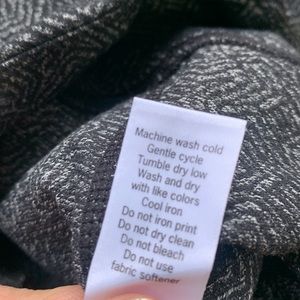 Machine wash cold
Gentle cycle
Tumble dry low
Wash and dry
with like colors
Cool iron
Do not iron print
Do not dry clean
Do not bleach
Do not use
fabric softener